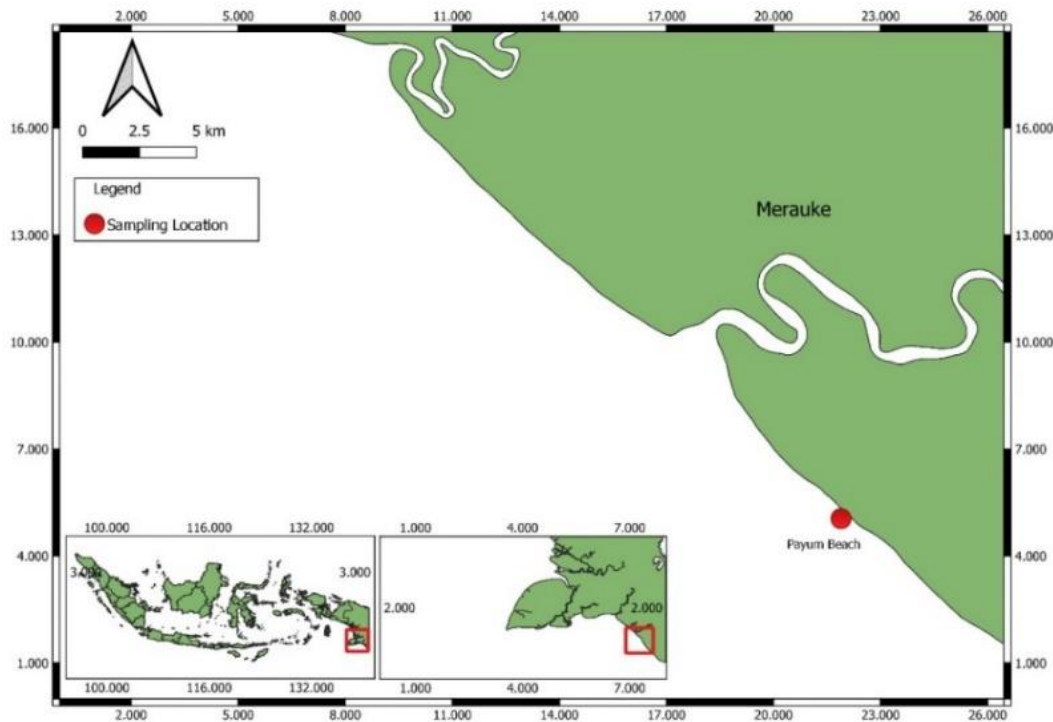 2.000 5.000 8.000 11.000 14.000 17.000 20.000 23.000 26.000
0 2.5 5 km
Legend
Sampling Location
16.000 16.000
Merauke
13.000 13.000
10.000 10.000
7.000 7.000
Payum Beach
4.000 4.000
100.000 116.000 132.000
3.000 3.000
100.000 116.000 132.000
1.000 4.000 7.000
2.000 2.000
1.000 4.000 7.000
1.000 1.000
2.000 5.000 8.000 11.000 14.000 17.000 20.000 23.000 26.000